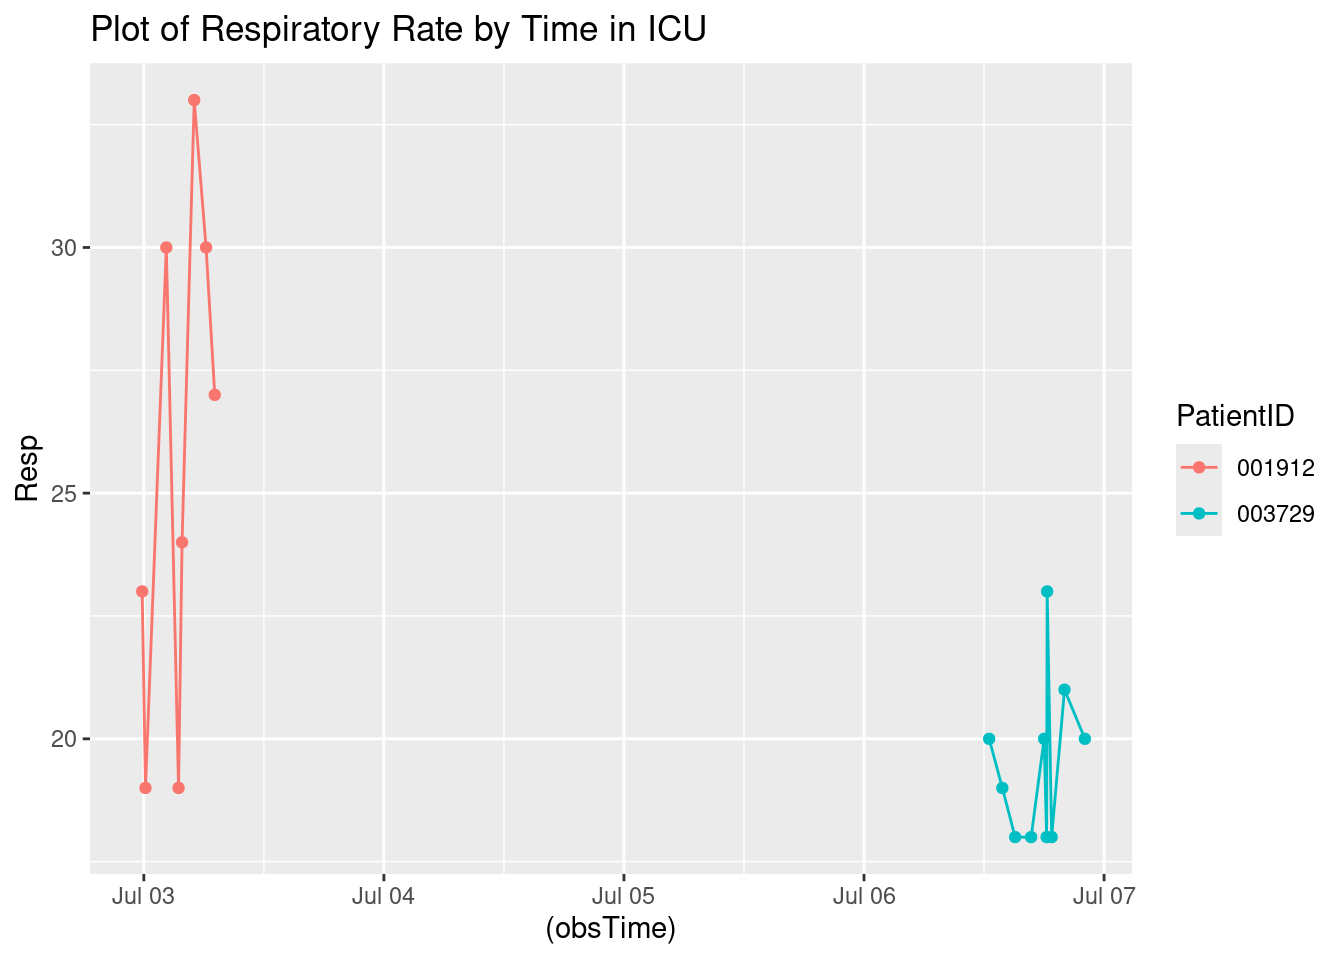 Plot of Respiratory Rate by Time in ICU
30
25
20
Resp
Jul 03 Jul 04 Jul 05 Jul 06 Jul 07
(obsTime)
PatientID
001912
003729